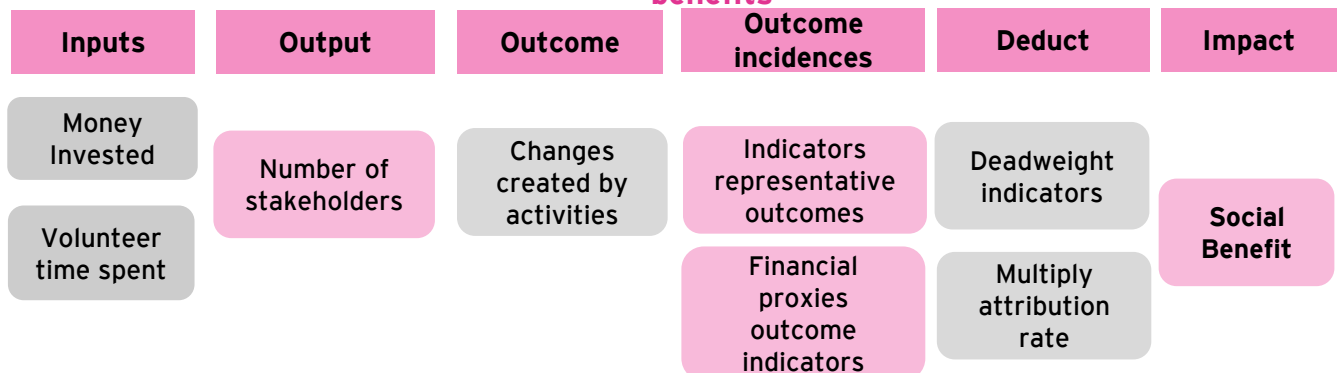 benefits
Inputs
Output
Outcome
Outcome
incidences
Deduct
Impact
Money
Invested
Volunteer
time spent
Number of
stakeholders
Changes
created by
activities
Indicators
representative
outcomes
Financial
proxies
outcome
indicators
Deadweight
indicators
Multiply
attribution
rate
Social
Benefit